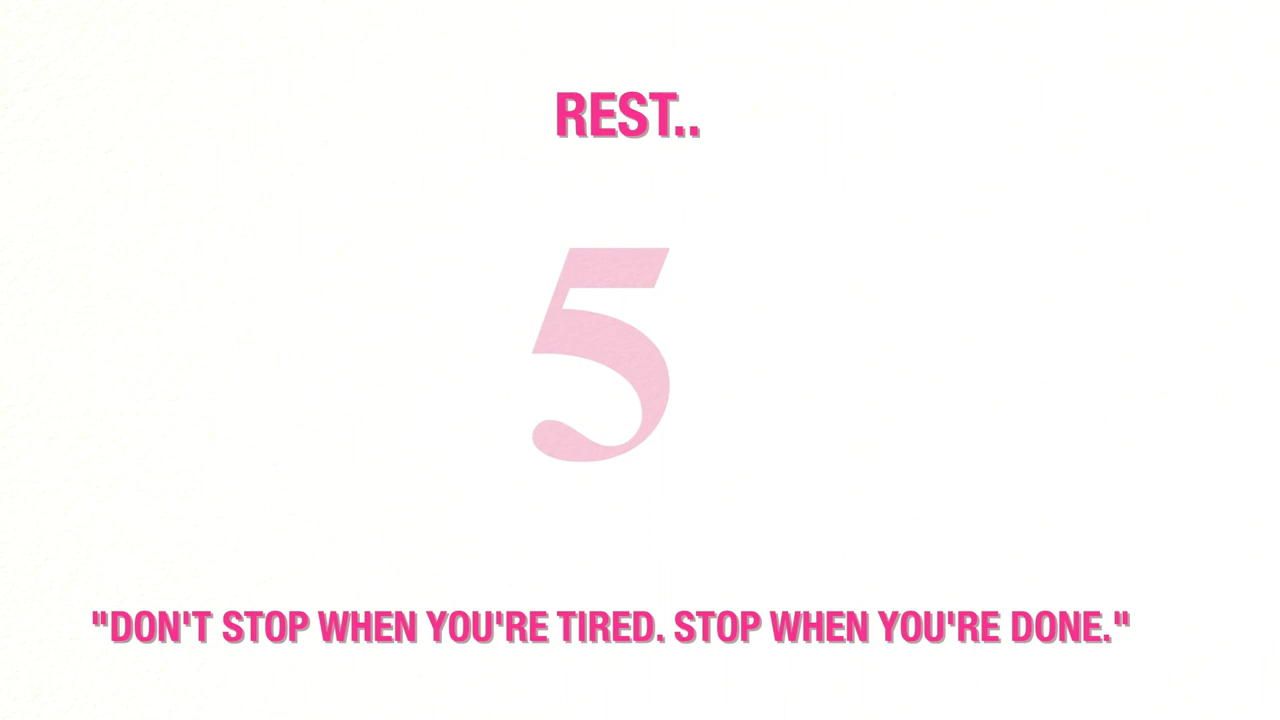 REST..
5
"DON'T STOP WHEN YOU'RE TIRED. STOP WHEN YOU'RE DONE."